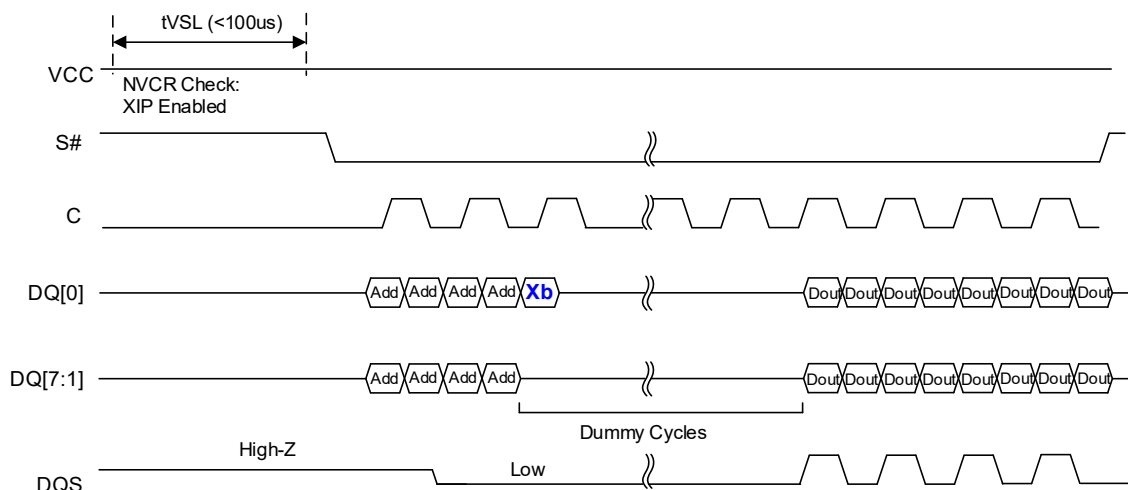 tVSL (<100us)
VCC
NVCR Check:
XIP Enabled
S#
C
DQ[0] Add Add Add Add Xb Dout Dout Dout Dout Dout Dout Dout Dout
DQ[7:1] Add Add Add Add Dout Dout Dout Dout Dout Dout Dout Dout
Dummy Cycles
High-Z
Low
DQS